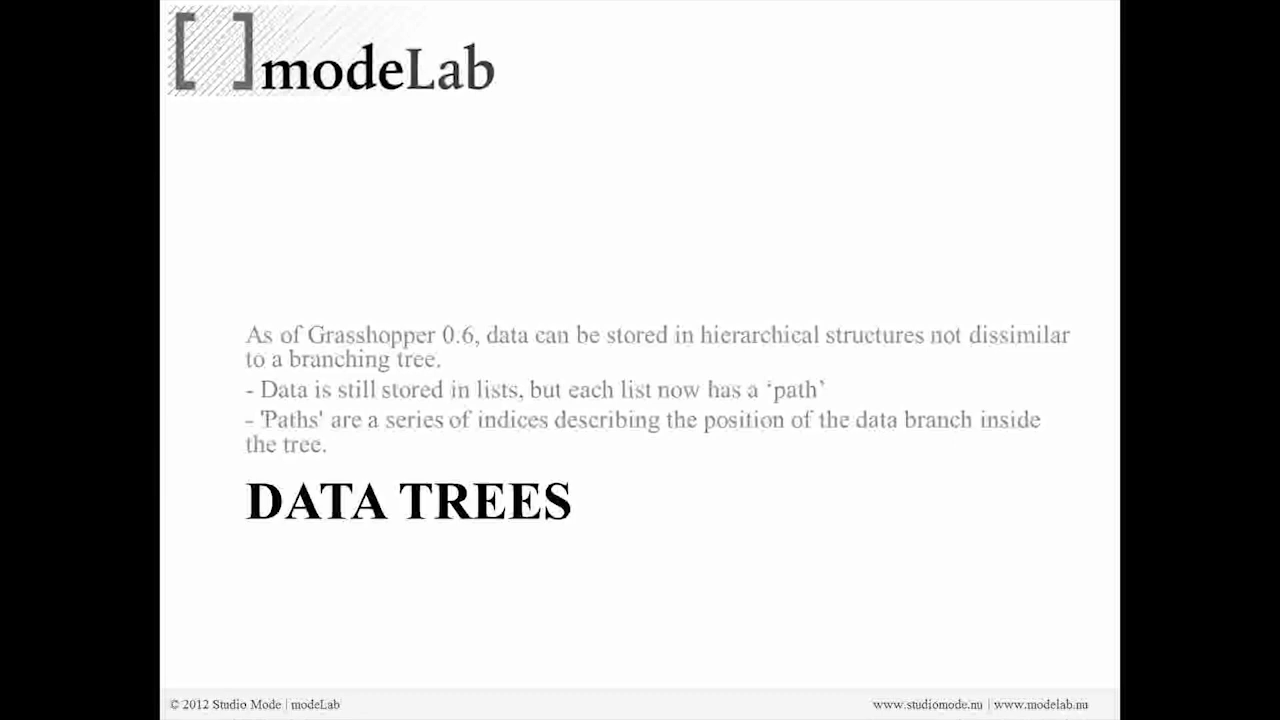 [ ] modeLab
As of Grasshopper 0.6, data can be stored in hierarchical structures not dissimilar
to a branching tree.
- Data is still stored in lists, but each list now has a ‘path’
- 'Paths' are a series of indices describing the position of the data branch inside
the tree.
DATA TREES
© 2012 Studio Mode | modeLab
www.studiomode.nu | www.modelab.nu